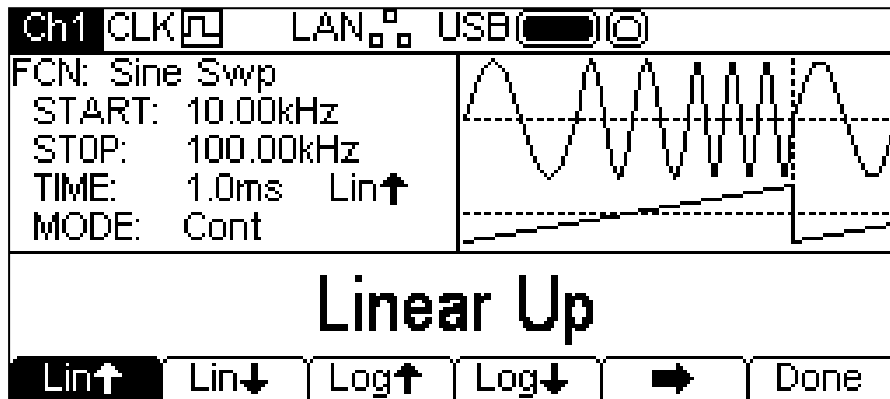 Ch1 CLK LAN USB
FCN: Sine Swp
START: 10.00kHz
STOP: 100.00kHz
TIME: 1.0ms Lin↑
MODE: Cont
Linear Up
Lin↑ Lin↓ Log↑ Log↓ → Done